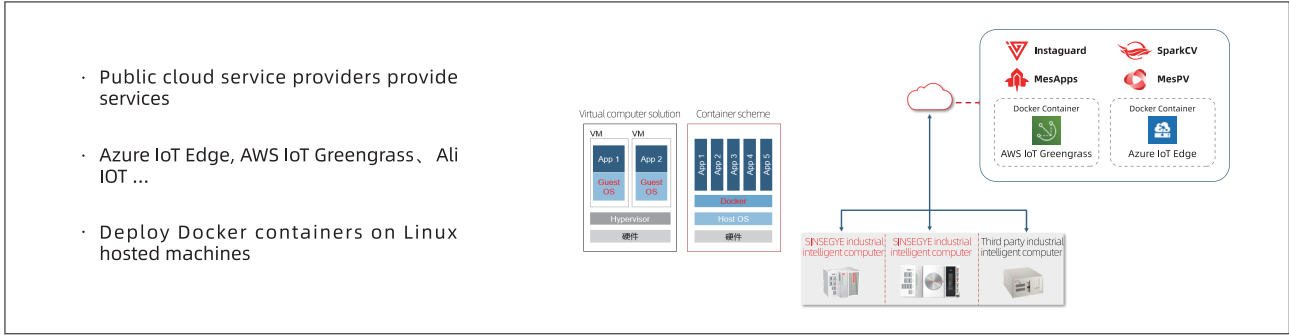 · Public cloud service providers provide
services
· Azure IoT Edge, AWS IoT Greengrass、 Ali
IOT ...
· Deploy Docker containers on Linux
hosted machines
Virtual computer solution
VM
VM
App 1
App 2
Guest
OS
Guest
OS
Hypervisor
硬件
Container scheme
App 1
App 2
App 3
App 4
App 5
Docker
Host OS
硬件
Instaguard
SparkCV
MesApps
MesPV
Docker Container
AWS IoT Greengrass
Docker Container
Azure IoT Edge
SINSEGYE industrial
intelligent computer
SINSEGYE industrial
intelligent computer
Third party industrial
intelligent computer